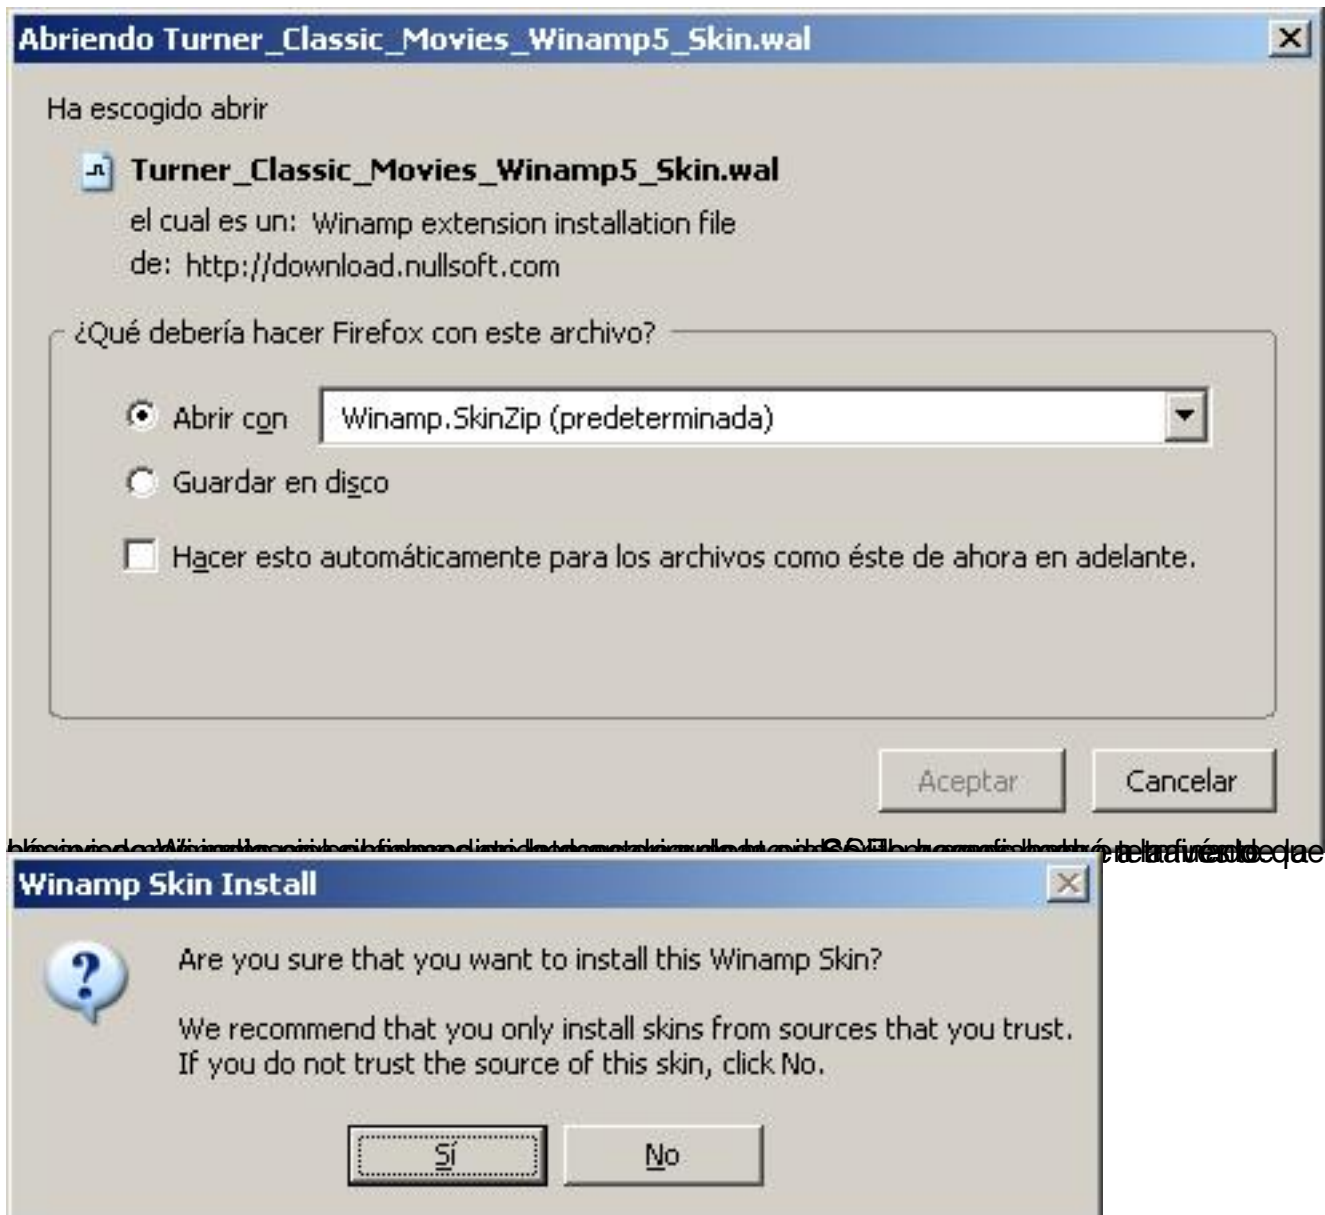 Abriendo Turner_Classic_Movies_Winamp5_Skin.wal
Ha escogido abrir
Turner_Classic_Movies_Winamp5_Skin.wal
el cual es un: Winamp extension installation file
de: http://download.nullsoft.com
¿Qué debería hacer Firefox con este archivo?
Abrir con Winamp.SkinZip (predeterminada)
Guardar en disco
Hacer esto automáticamente para los archivos como éste de ahora en adelante.
Aceptar Cancelar
Winamp Skin Install
Are you sure that you want to install this Winamp Skin?
We recommend that you only install skins from sources that you trust.
If you do not trust the source of this skin, click No.
Sí No